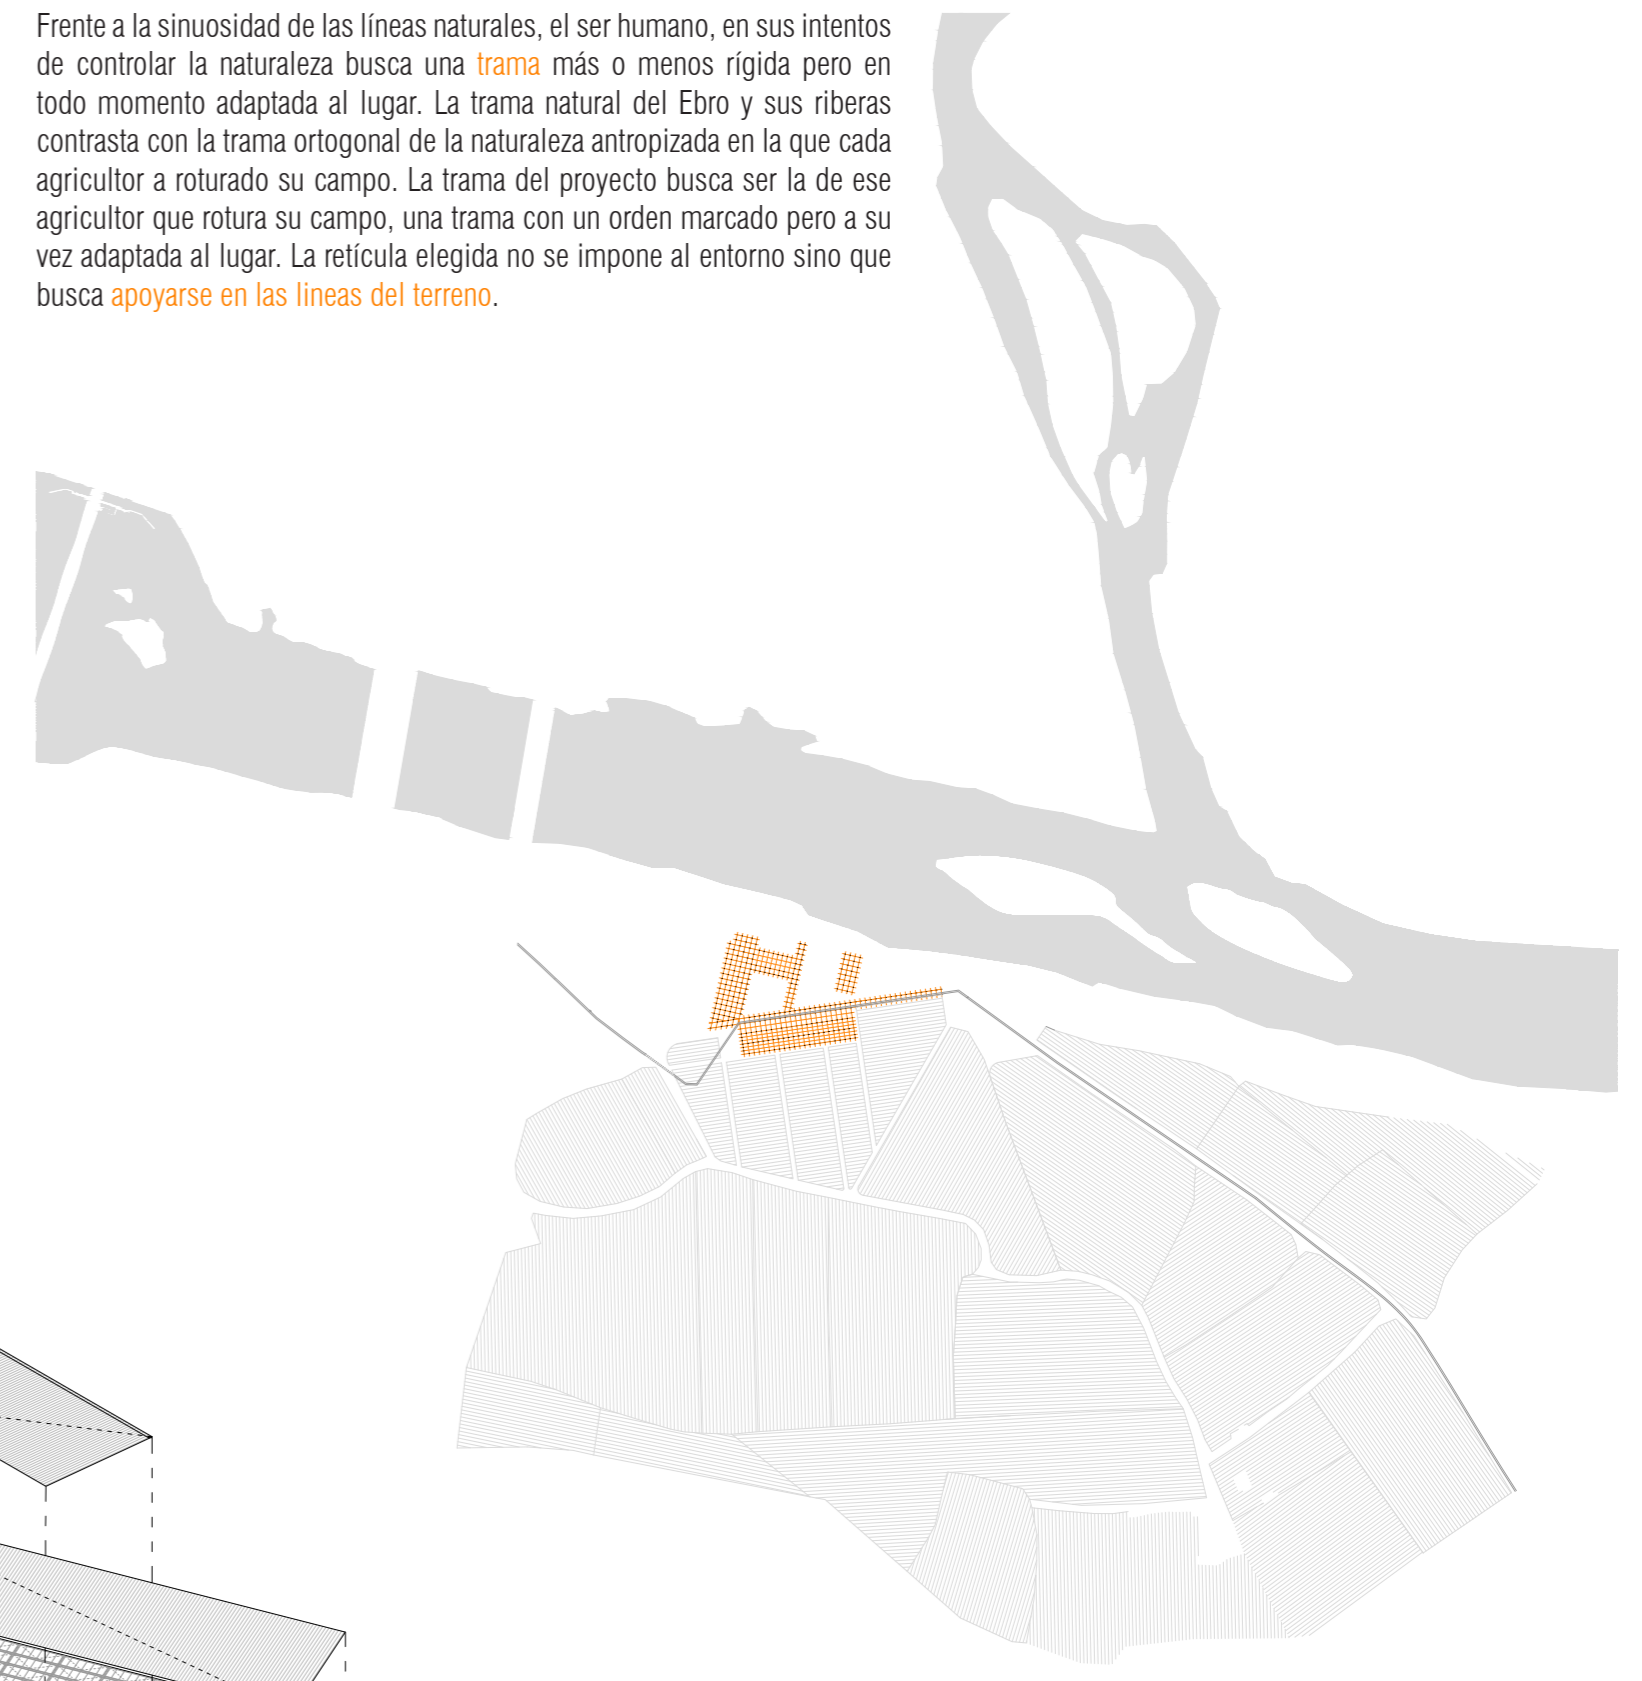 Frente a la sinuosidad de las líneas naturales, el ser humano, en sus intentos
de controlar la naturaleza busca una trama más o menos rígida pero en
todo momento adaptada al lugar. La trama natural del Ebro y sus riberas
contrasta con la trama ortogonal de la naturaleza antropizada en la que cada
agricultor a roturado su campo. La trama del proyecto busca ser la de ese
agricultor que rotura su campo, una trama con un orden marcado pero a su
vez adaptada al lugar. La retícula elegida no se impone al entorno sino que
busca apoyarse en las lineas del terreno.